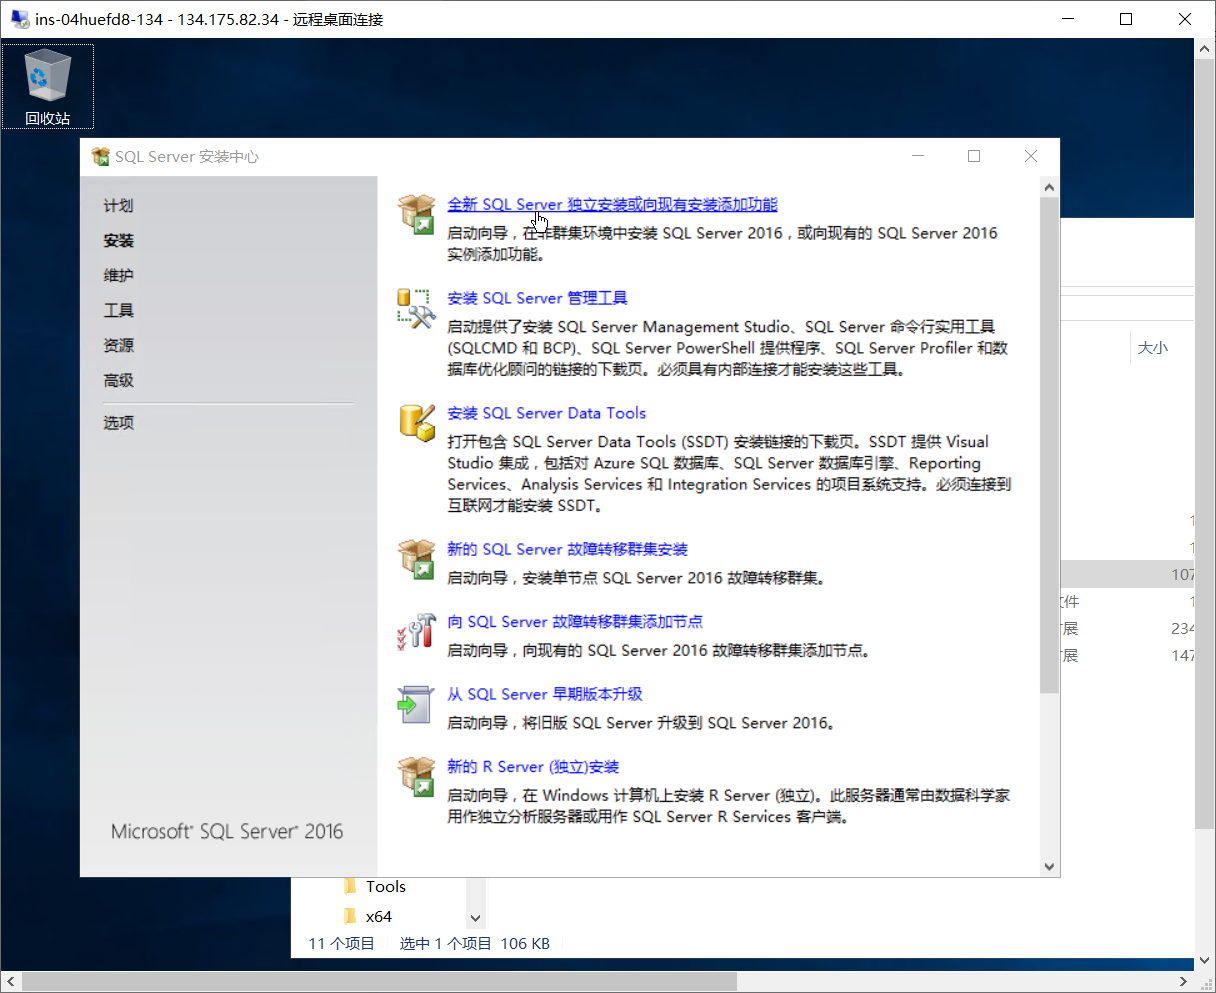 ins-04huefd8-134 - 134.175.82.34 - 远程桌面连接
回收站
SQL Server 安装中心
计划
安装
维护
工具
资源
高级
选项
Microsoft® SQL Server® 2016
全新 SQL Server 独立安装或向现有安装添加功能
启动向导，在非群集环境中安装 SQL Server 2016，或向现有的 SQL Server 2016
实例添加功能。
安装 SQL Server 管理工具
启动提供了安装 SQL Server Management Studio、SQL Server 命令行实用工具
(SQLCMD 和 BCP)、SQL Server PowerShell 提供程序、SQL Server Profiler 和数
据库优化顾问的链接的下载页。必须具有内部连接才能安装这些工具。
安装 SQL Server Data Tools
打开包含 SQL Server Data Tools (SSDT) 安装链接的下载页。SSDT 提供 Visual
Studio 集成，包括对 Azure SQL 数据库、SQL Server 数据库引擎、Reporting
Services、Analysis Services 和 Integration Services 的项目系统支持。必须连接到
互联网才能安装 SSDT。
新的 SQL Server 故障转移群集安装
启动向导，安装单节点 SQL Server 2016 故障转移群集。
向 SQL Server 故障转移群集添加节点
启动向导，向现有的 SQL Server 2016 故障转移群集添加节点。
从 SQL Server 早期版本升级
启动向导，将旧版 SQL Server 升级到 SQL Server 2016。
新的 R Server (独立)安装
启动向导，在 Windows 计算机上安装 R Server (独立)。此服务器通常由数据科学家
用作独立分析服务器或用作 SQL Server R Services 客户端。
大小
1
1
107
件 1
展 234
展 147
Tools
x64
11 个项目 选中 1 个项目 106 KB